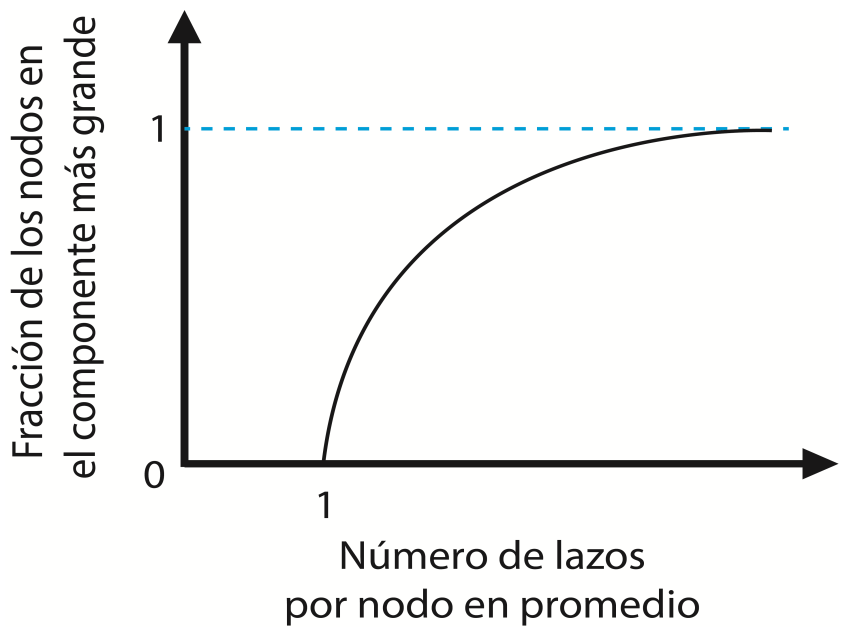 Fracción de los nodos en
el componente más grande
1
0
1
Número de lazos
por nodo en promedio